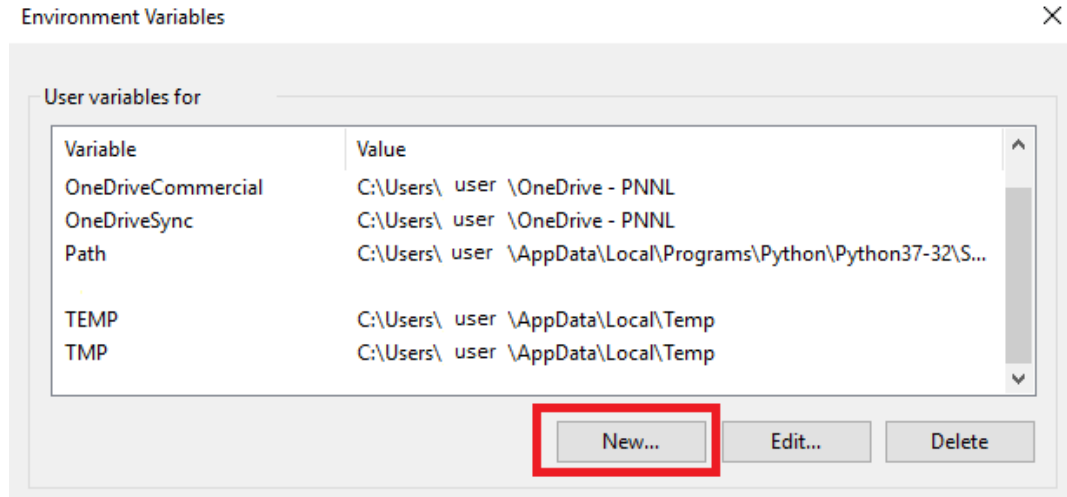 Environment Variables
User variables for
Variable Value
OneDriveCommercial C:\Users\ user \OneDrive - PNNL
OneDriveSync C:\Users\ user \OneDrive - PNNL
Path C:\Users\ user \AppData\Local\Programs\Python\Python37-32\S...
TEMP C:\Users\ user \AppData\Local\Temp
TMP C:\Users\ user \AppData\Local\Temp
New... Edit... Delete